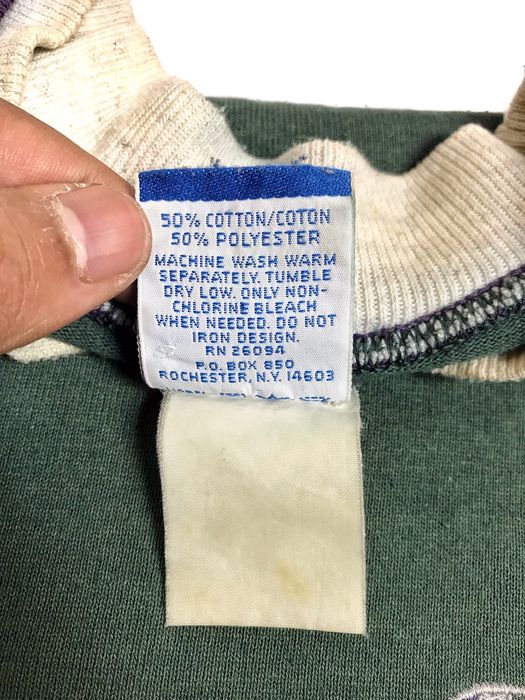 50% COTTON/COTON
50% POLYESTER
MACHINE WASH WARM
SEPARATELY. TUMBLE
DRY LOW. ONLY NON-
CHLORINE BLEACH
WHEN NEEDED. DO NOT
IRON DESIGN.
RN 26094
P.O. BOX 850
ROCHESTER, N.Y. 14603